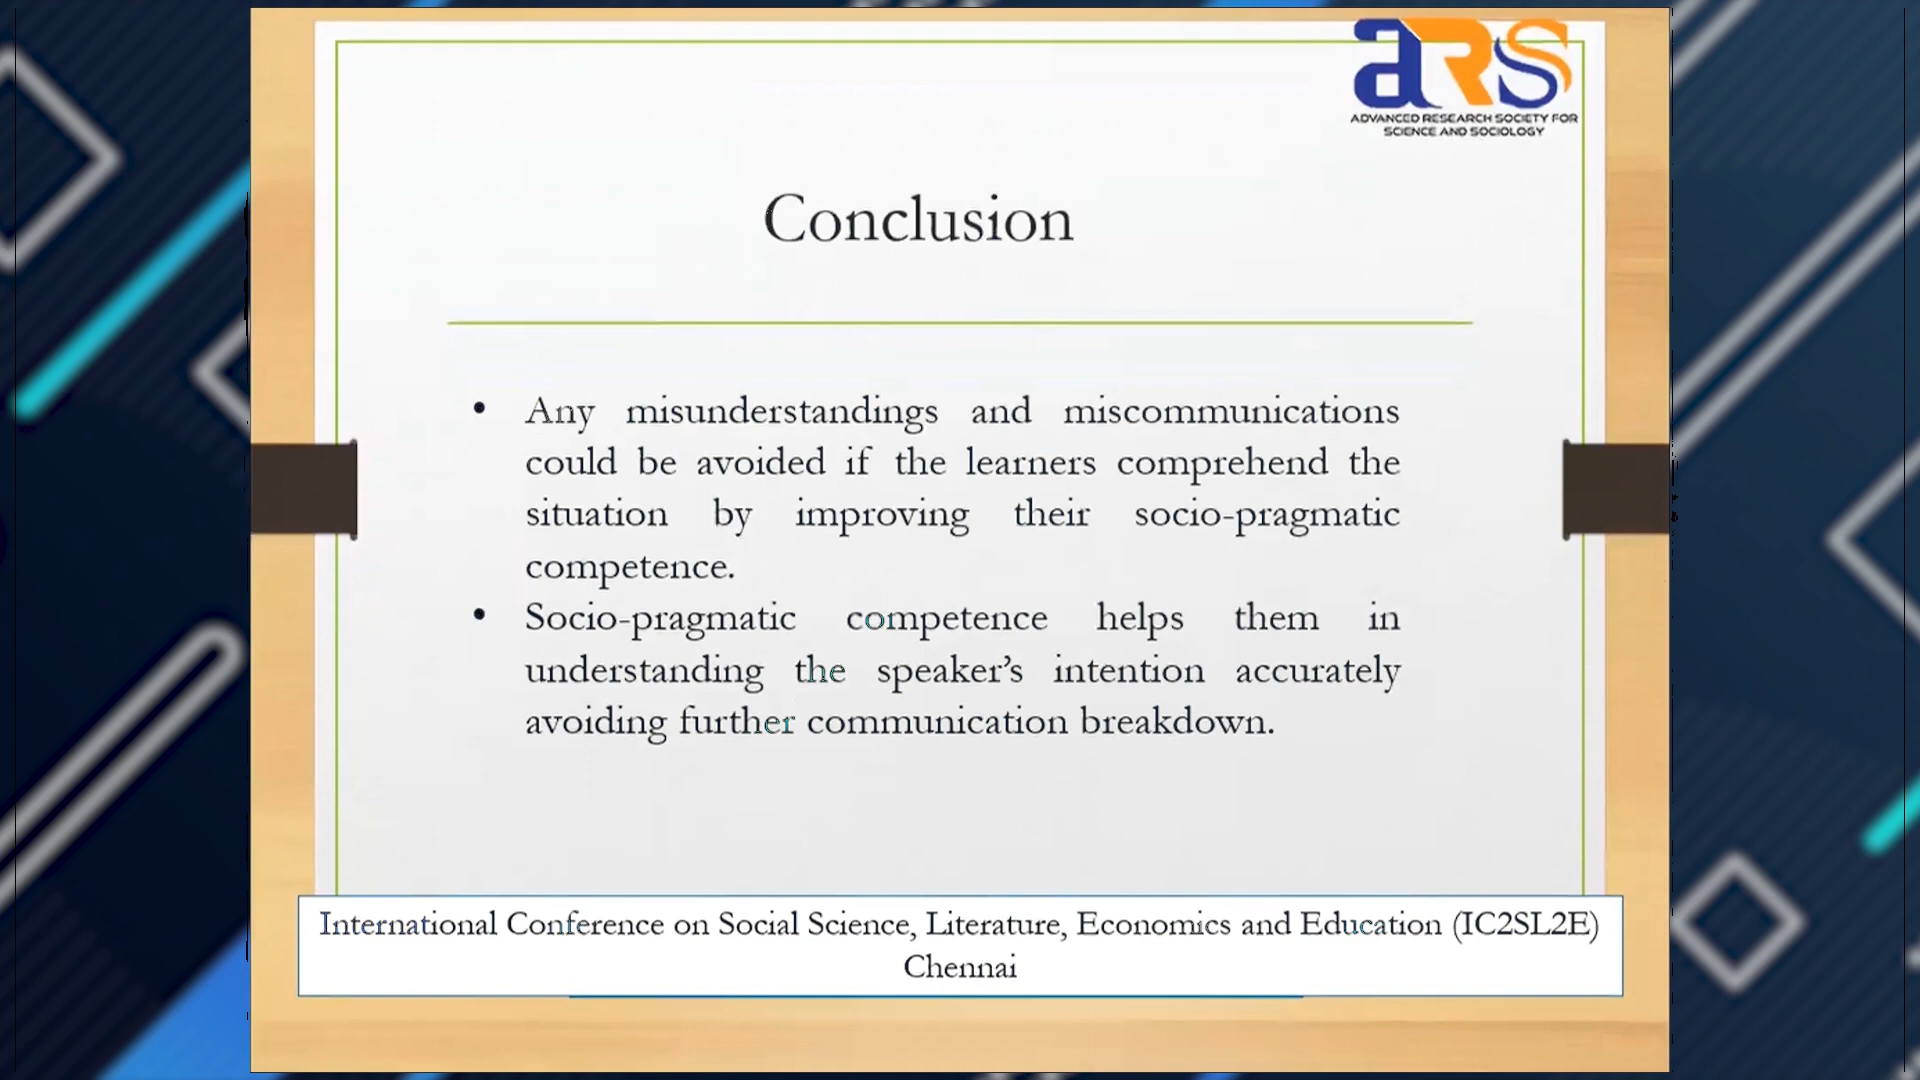 aRS
ADVANCED RESEARCH SOCIETY FOR
SCIENCE AND SOCIOLOGY
Conclusion
• Any misunderstandings and miscommunications
could be avoided if the learners comprehend the
situation by improving their socio-pragmatic
competence.
• Socio-pragmatic competence helps them in
understanding the speaker’s intention accurately
avoiding further communication breakdown.
International Conference on Social Science, Literature, Economics and Education (IC2SL2E)
Chennai